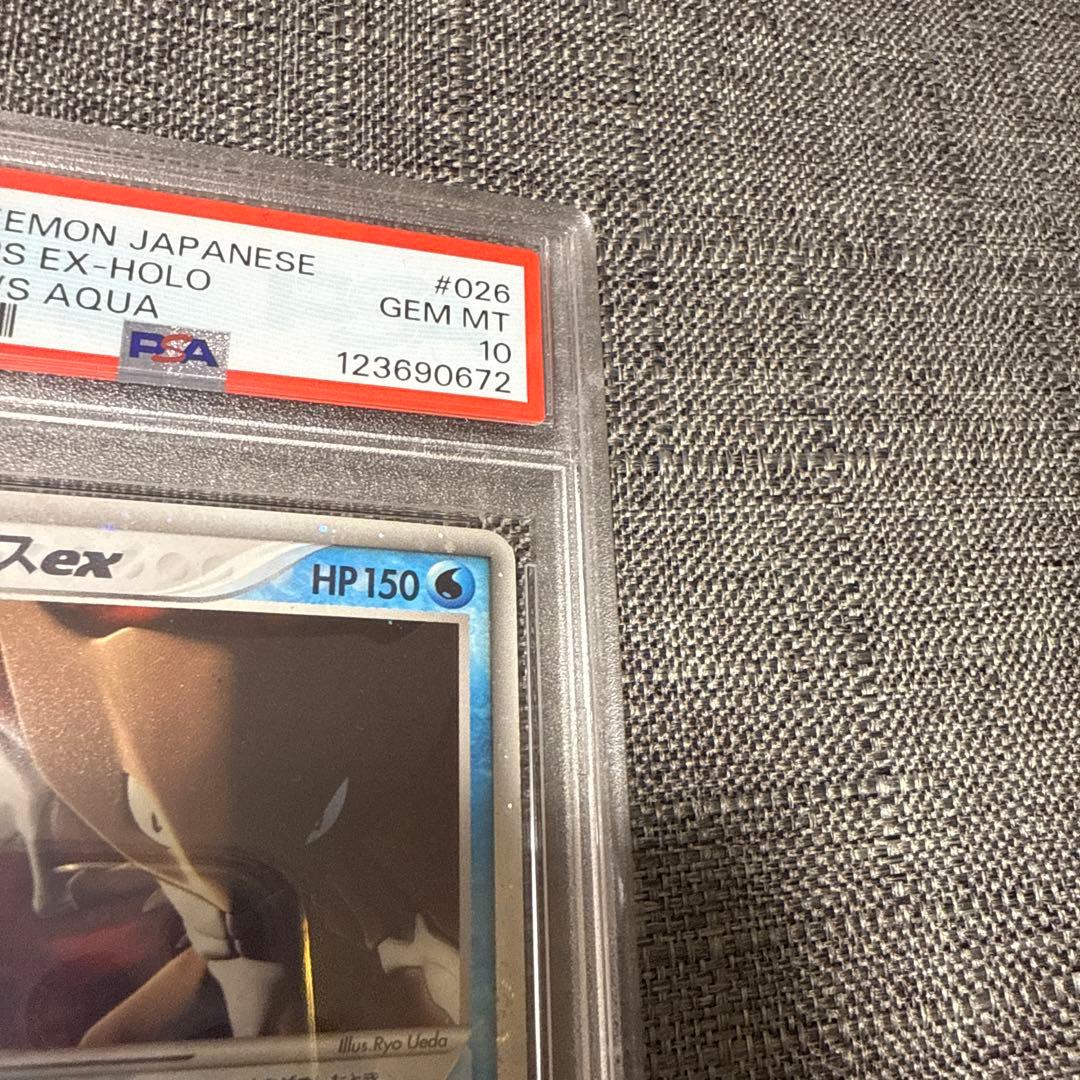 EMON JAPANESE
S EX-HOLO
VS AQUA
#026
GEM MT
10
123690672
PSA
スex
HP150
Illus.Ryo Ueda